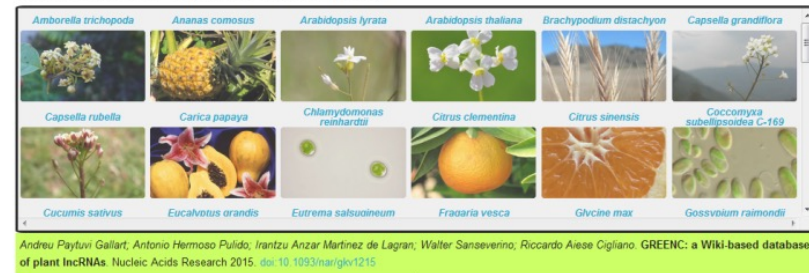 Amborella trichopoda Ananas comosus Arabidopsis lyrata Arabidopsis thaliana Brachypodium distachyon Capsella grandiflora
Capsella rubella Carica papaya Chlamydomonas reinhardtii Citrus clementina Citrus sinensis Coccomyxa subellipsoidea C-169
Cucumis sativus Eucalyptus grandis Eutrema salsugineum Fragaria vesca Glycine max Gossypium raimondii
Andreu Paytuvi Gallart; Antonio Hermoso Pulido; Irantzu Anzar Martinez de Lagran; Walter Sanseverino; Riccardo Aiese Cigliano. GREENC: a Wiki-based database
of plant lncRNAs. Nucleic Acids Research 2015. doi:10.1093/nar/gkv1215